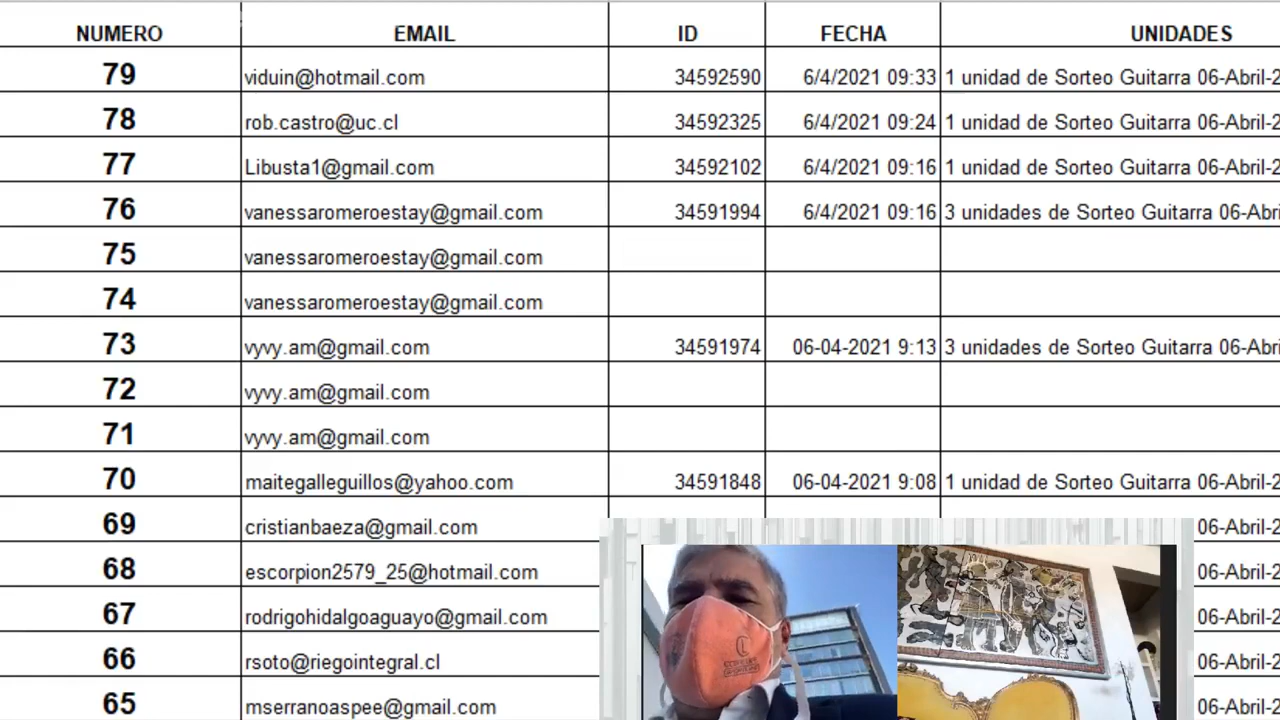 NUMERO EMAIL ID FECHA UNIDADES
79 viduin@hotmail.com 34592590 6/4/2021 09:33 1 unidad de Sorteo Guitarra 06-Abril-2
78 rob.castro@uc.cl 34592325 6/4/2021 09:24 1 unidad de Sorteo Guitarra 06-Abril-2
77 Libusta1@gmail.com 34592102 6/4/2021 09:16 1 unidad de Sorteo Guitarra 06-Abril-2
76 vanessaromeroestay@gmail.com 34591994 6/4/2021 09:16 3 unidades de Sorteo Guitarra 06-Abri
75 vanessaromeroestay@gmail.com
74 vanessaromeroestay@gmail.com
73 vyvy.am@gmail.com 34591974 06-04-2021 9:13 3 unidades de Sorteo Guitarra 06-Abri
72 vyvy.am@gmail.com
71 vyvy.am@gmail.com
70 maitegalleguillos@yahoo.com 34591848 06-04-2021 9:08 1 unidad de Sorteo Guitarra 06-Abril-2
69 cristianbaeza@gmail.com 06-Abril-2
68 escorpion2579_25@hotmail.com 06-Abril-2
67 rodrigohidalgoaguayo@gmail.com 06-Abril-2
66 rsoto@riegointegral.cl 06-Abril-2
65 mserranoaspee@gmail.com 06-Abril-2